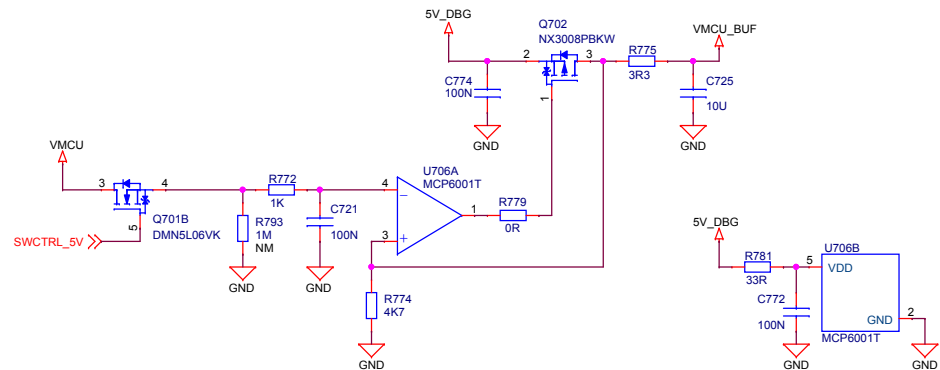 5V_DBG
Q702
NX3008PBKW
VMCU_BUF
2
3
R775
3R3
1
C774
100N
C725
10U
GND
GND
VMCU
3
4
R772
1K
U706A
MCP6001T
4
Q701B
DMN5L06VK
5
SWCTRL_5V
R793
1M
NM
C721
100N
1
R779
0R
3
GND
GND
R774
4K7
GND
5V_DBG
U706B
R781
33R
5
VDD
C772
100N
GND
2
MCP6001T
GND
GND